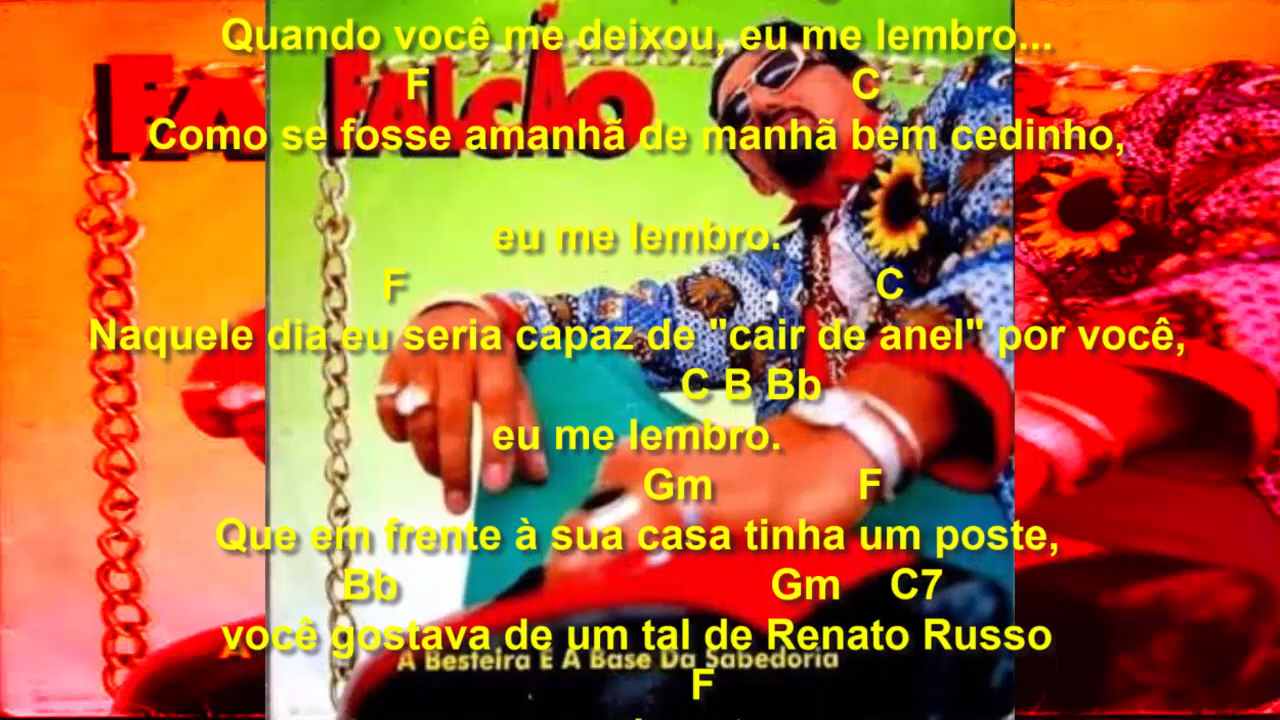 Quando você me deixou, eu me lembro...
FALCÃO
FA
F C
Como se fosse amanhã de manhã bem cedinho,
eu me lembro.
F C
Naquele dia eu seria capaz de "cair de anel" por você,
C B Bb
eu me lembro.
Gm F
Que em frente à sua casa tinha um poste,
Bb Gm C7
você gostava de um tal de Renato Russo
A Besteira É A Base Da Sabedoria
F